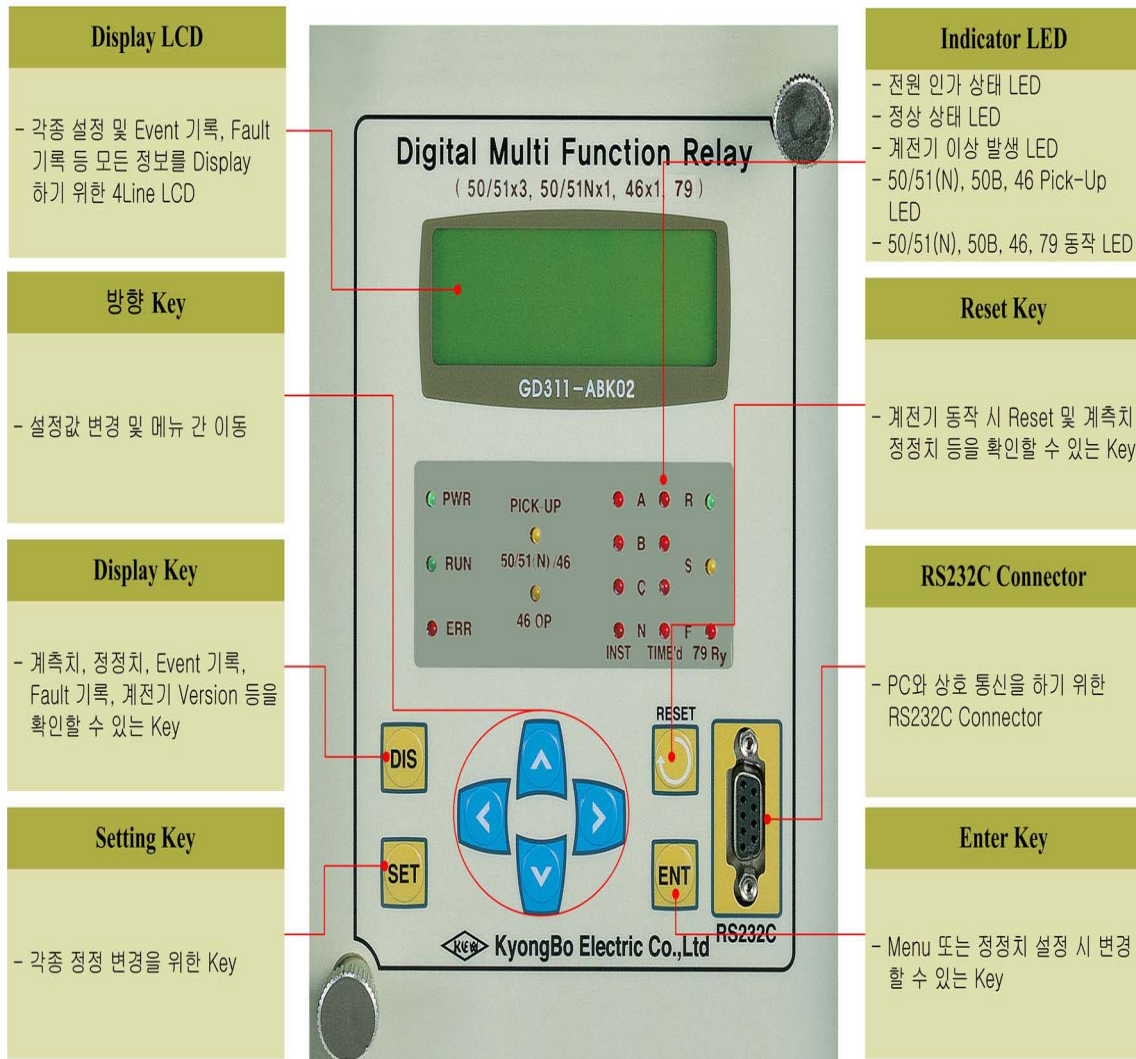 Display LCD
- 각종 설정 및 Event 기록, Fault
기록 등 모든 정보를 Display
하기 위한 4Line LCD
방향 Key
- 설정값 변경 및 메뉴 간 이동
Display Key
- 계측치, 정정치, Event 기록,
Fault 기록, 계전기 Version 등을
확인할 수 있는 Key
Setting Key
- 각종 정정 변경을 위한 Key
Digital Multi Function Relay
( 50/51x3, 50/51Nx1, 46x1, 79 )
GD311-ABK02
PWR
RUN
ERR
PICK-UP
50/51(N)/46
46 OP
A
B
C
N
INST TIME'd 79 Ry
R
S
F
DIS
SET
RESET
ENT
RS232C
KEW KyongBo Electric Co.,Ltd
Indicator LED
- 전원 인가 상태 LED
- 정상 상태 LED
- 계전기 이상 발생 LED
- 50/51(N), 50B, 46 Pick-Up
LED
- 50/51(N), 50B, 46, 79 동작 LED
Reset Key
- 계전기 동작 시 Reset 및 계측치
정정치 등을 확인할 수 있는 Key
RS232C Connector
- PC와 상호 통신을 하기 위한
RS232C Connector
Enter Key
- Menu 또는 정정치 설정 시 변경
할 수 있는 Key